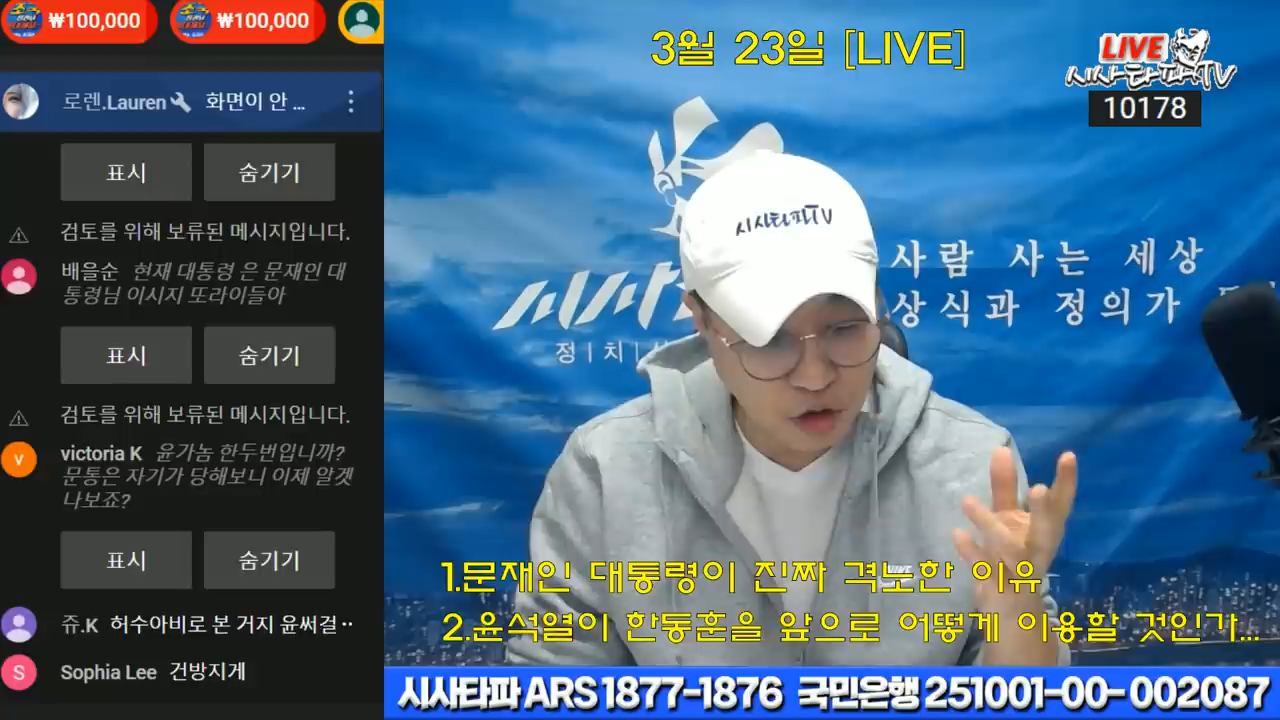 ₩100,000
₩100,000
로렌.Lauren 화면이 안 ...
표시
숨기기
검토를 위해 보류된 메시지입니다.
배을순 현재 대통령 은 문재인 대
통령님 이시지 또라이들아
표시
숨기기
검토를 위해 보류된 메시지입니다.
victoria K 윤가놈 한두번입니까?
문통은 자기가 당해보니 이제 알겟
나보죠?
표시
숨기기
쥬.K 허수아비로 본 거지 윤써걸··
Sophia Lee 건방지게
3월 23일 [LIVE]
LIVE
시사타파TV
10178
시사타파TV
사람 사는 세상
상식과 정의가
시사
정|치|
1.문재인 대통령이 진짜 격노한 이유
2.윤석열이 한동훈을 앞으로 어떻게 이용할 것인가...
시사타파 ARS 1877-1876 국민은행 251001-00- 002087